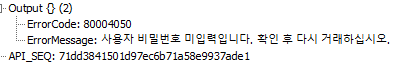 Output {} (2)
ErrorCode: 80004050
ErrorMessage: 사용자 비밀번호 미입력입니다. 확인 후 다시 거래하십시오.
API_SEQ: 71dd3841501d97ec6b71a58e9937ade1